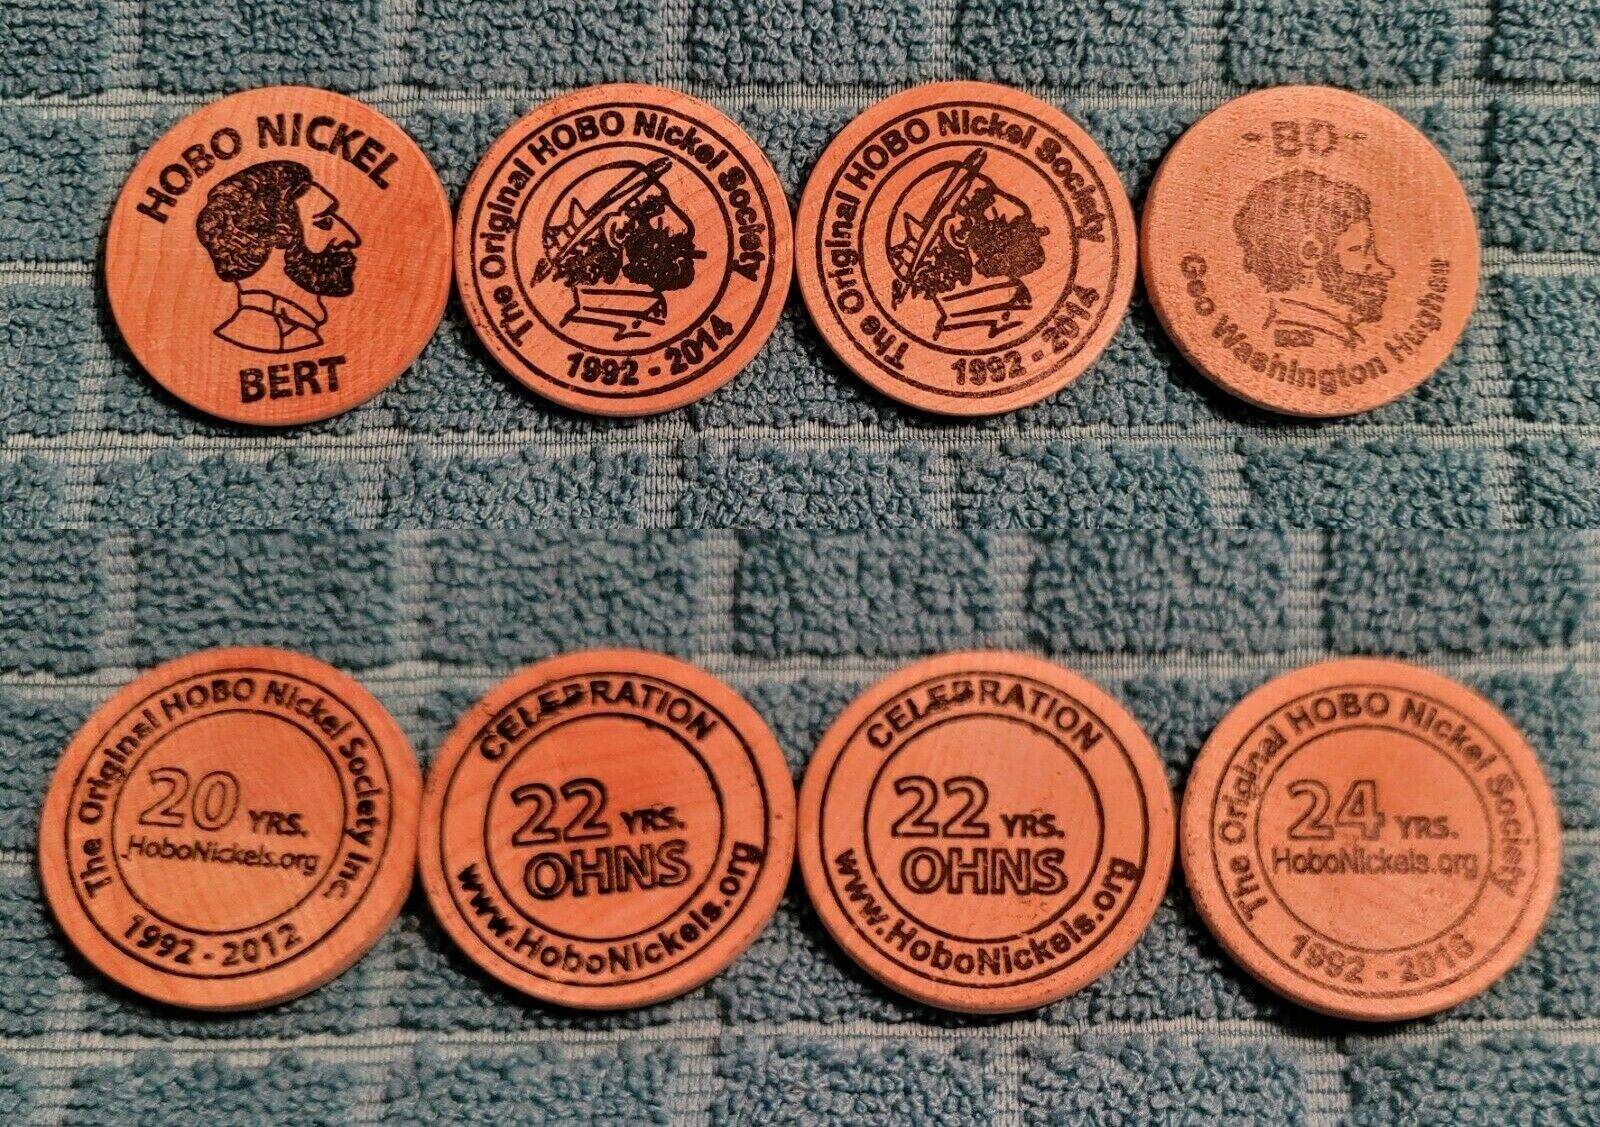 HOBO NICKEL
BERT
The Original HOBO Nickel Society
1992 - 2014
The Original HOBO Nickel Society
1992 - 2014
-BO-
Geo Washington Hughes
The Original HOBO Nickel Society Inc.
20 YRS.
HoboNickels.org
1992 - 2012
CELEBRATION
22 YRS.
OHNS
www.HoboNickels.org
CELEBRATION
22 YRS.
OHNS
www.HoboNickels.org
The Original HOBO Nickel Society
24 YRS.
HoboNickels.org
1992 - 2016